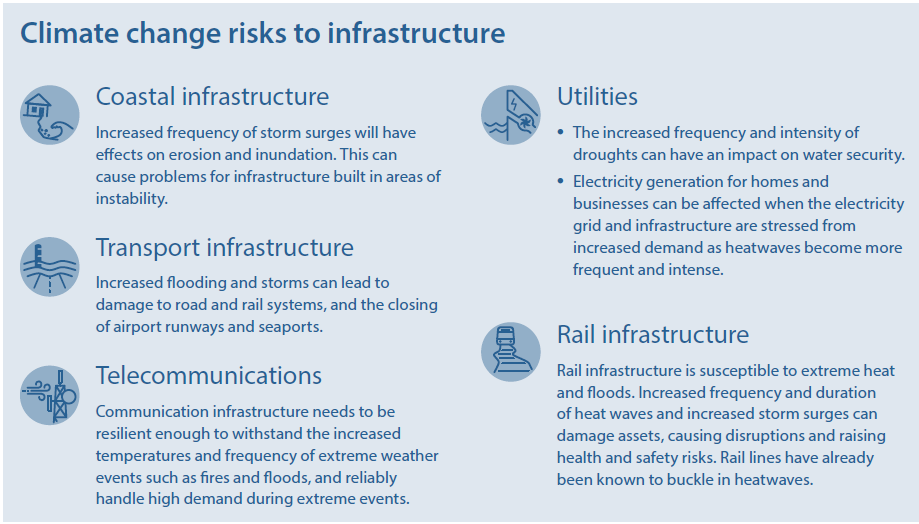 Climate change risks to infrastructure
Coastal infrastructure
Increased frequency of storm surges will have
effects on erosion and inundation. This can
cause problems for infrastructure built in areas of
instability.
Transport infrastructure
Increased flooding and storms can lead to
damage to road and rail systems, and the closing
of airport runways and seaports.
Telecommunications
Communication infrastructure needs to be
resilient enough to withstand the increased
temperatures and frequency of extreme weather
events such as fires and floods, and reliably
handle high demand during extreme events.
Utilities
• The increased frequency and intensity of
droughts can have an impact on water security.
• Electricity generation for homes and
businesses can be affected when the electricity
grid and infrastructure are stressed from
increased demand as heatwaves become more
frequent and intense.
Rail infrastructure
Rail infrastructure is susceptible to extreme heat
and floods. Increased frequency and duration
of heat waves and increased storm surges can
damage assets, causing disruptions and raising
health and safety risks. Rail lines have already
been known to buckle in heatwaves.